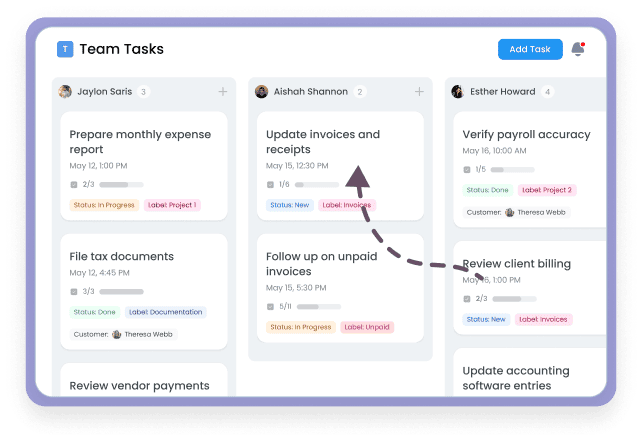 T Team Tasks
Add Task
Jaylon Saris 3 +
Prepare monthly expense
report
May 12, 1:00 PM
2/3
Status: In Progress Label: Project 1
File tax documents
May 12, 4:45 PM
3/3
Status: Done Label: Documentation
Customer: Theresa Webb
Review vendor payments
Aishah Shannon 2 +
Update invoices and
receipts
May 15, 12:30 PM
1/6
Status: New Label: Invoices
Follow up on unpaid
invoices
May 15, 5:30 PM
5/11
Status: In Progress Label: Unpaid
Esther Howard 4
Verify payroll accuracy
May 16, 10:00 AM
1/5
Status: Done Label: Project 2
Customer: Theresa Webb
Review client billing
May 16, 1:00 PM
2/3
Status: New Label: Invoices
Update accounting
software entries